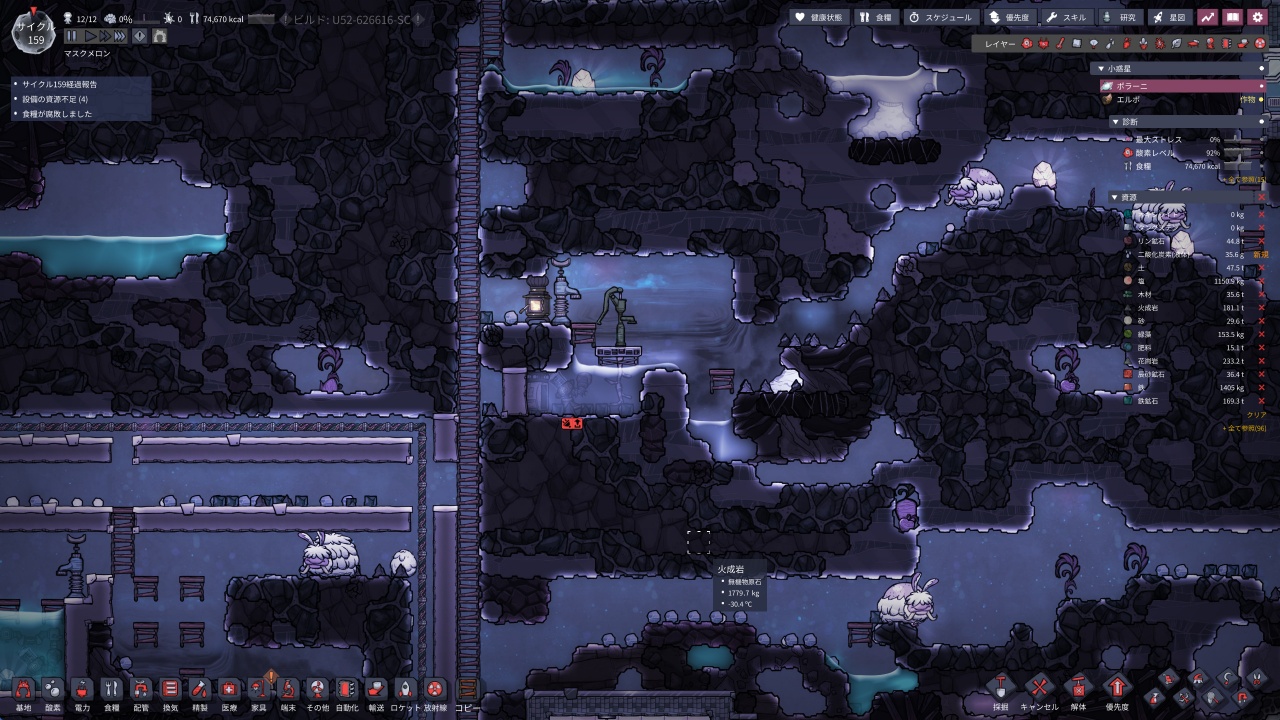 サイクル
159
12/12
0%
0
74,670 kcal
ビルド: U52-626616-SC
マスクメロン
サイクル159経過報告
設備の資源不足 (4)
食糧が腐敗しました
健康状態
食糧
スケジュール
優先度
スキル
研究
星図
レイヤー
小惑星
ボラーニ
エルボ 作物
診断
最大ストレス 0%
酸素レベル 92%
食糧 74,670 kcal
資源
0 kg
0 kg
リン鉱石 44.8 t
二酸化炭素(液体) 35.6 g 新規
土 47.5 t
塩 1150.9 kg
木材 35.6 t
火成岩 181.1 t
砂 29.6 t
緑藻 153.5 kg
肥料 15.1 t
花崗岩 233.2 t
辰砂鉱石 36.4 t
鉄 1405 kg
鉄鉱石 169.3 t
クリア
+ 全て参照(96)
火成岩
無機物原石
1779.7 kg
-30.4 ºC
基地
酸素
電力
食糧
配管
換気
精製
医療
家具
端末
その他
自動化
輸送
ロケット
放射線
コピー
採掘
キャンセル
解体
優先度